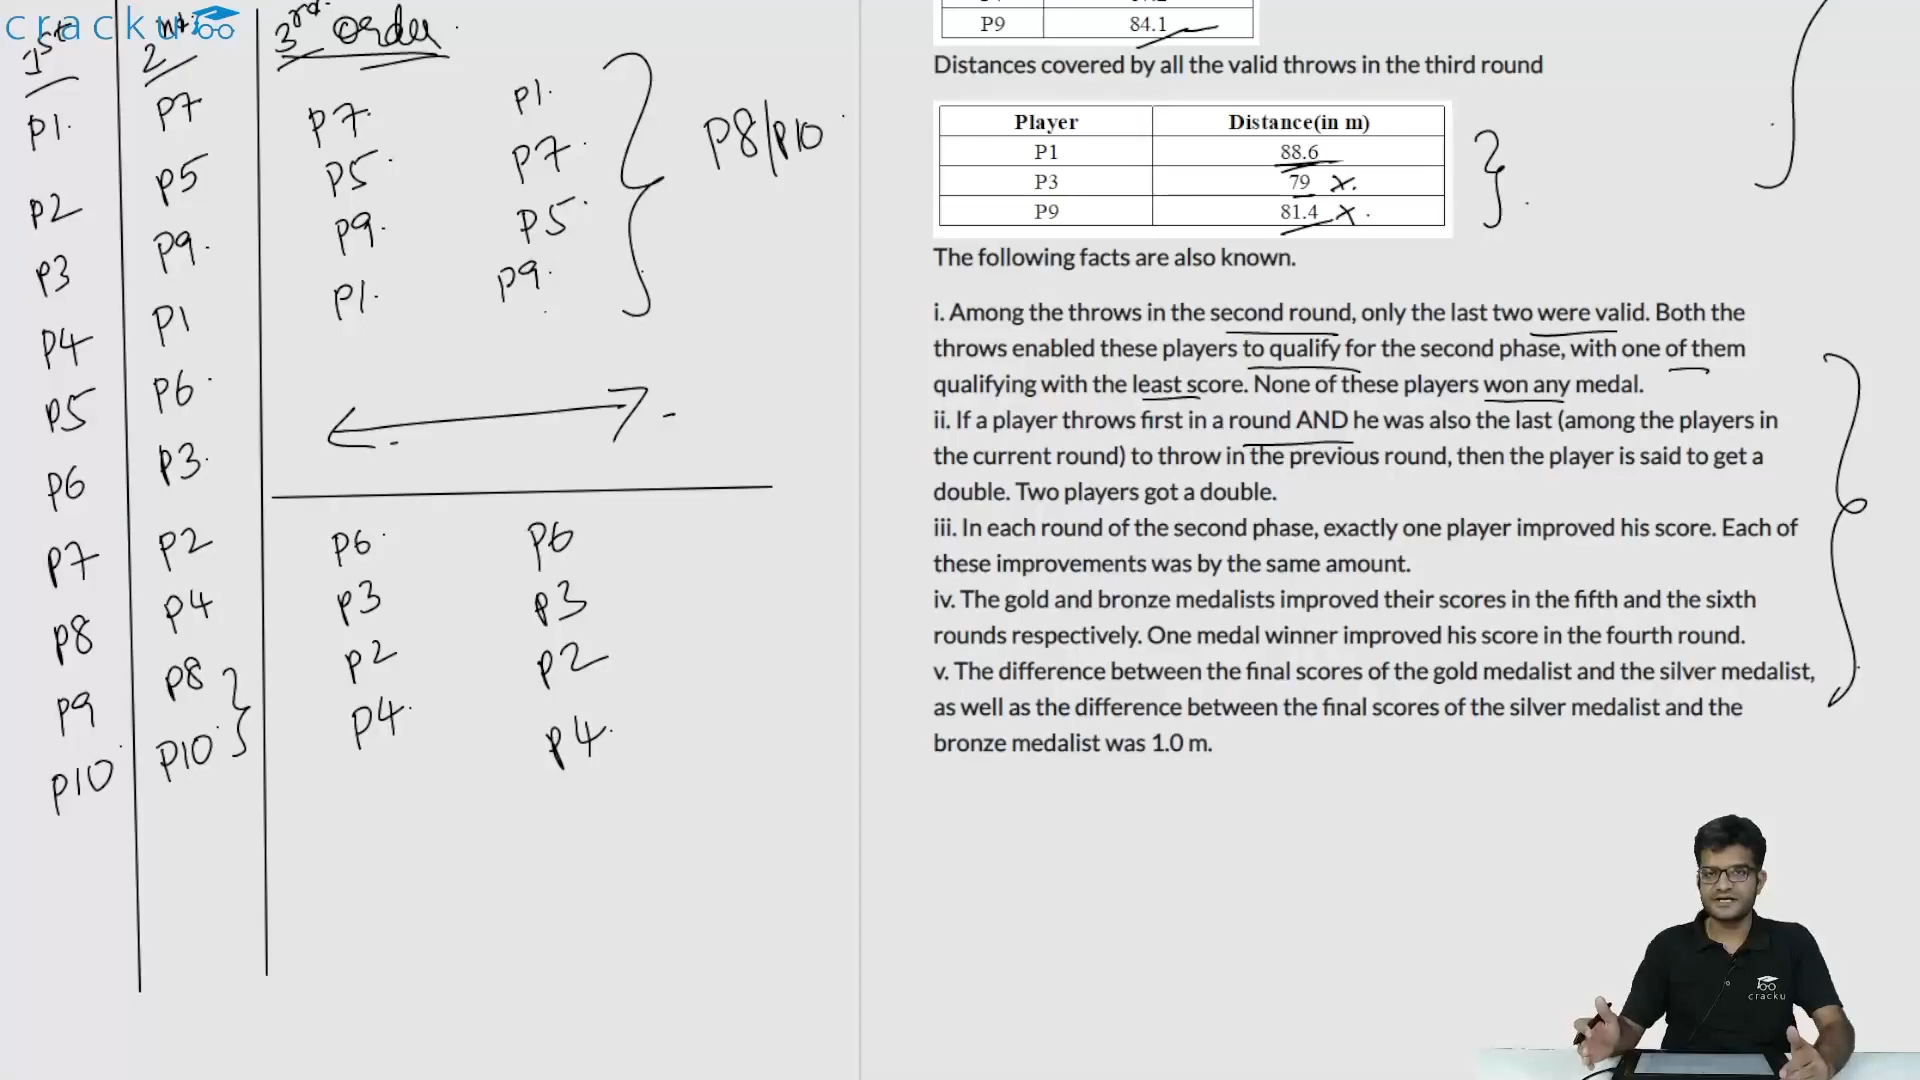 cracku
1st
P1.
P2
P3
P4
P5
P6
P7
P8
P9
P10
2nd
P7
P5
P9.
P1
P6.
P3.
P2
P4
P8
P10
3rd order
P7.
P5.
P9.
P1.
P6.
P3
P2
P4.
P1.
P7.
P5.
P9.
P6
P3
P2
P4.
P8/P10
P9 84.1
Distances covered by all the valid throws in the third round
Player Distance(in m)
P1 88.6
P3 79 x.
P9 81.4 x.
The following facts are also known.
i. Among the throws in the second round, only the last two were valid. Both the
throws enabled these players to qualify for the second phase, with one of them
qualifying with the least score. None of these players won any medal.
ii. If a player throws first in a round AND he was also the last (among the players in
the current round) to throw in the previous round, then the player is said to get a
double. Two players got a double.
iii. In each round of the second phase, exactly one player improved his score. Each of
these improvements was by the same amount.
iv. The gold and bronze medalists improved their scores in the fifth and the sixth
rounds respectively. One medal winner improved his score in the fourth round.
v. The difference between the final scores of the gold medalist and the silver medalist,
as well as the difference between the final scores of the silver medalist and the
bronze medalist was 1.0 m.
cracku